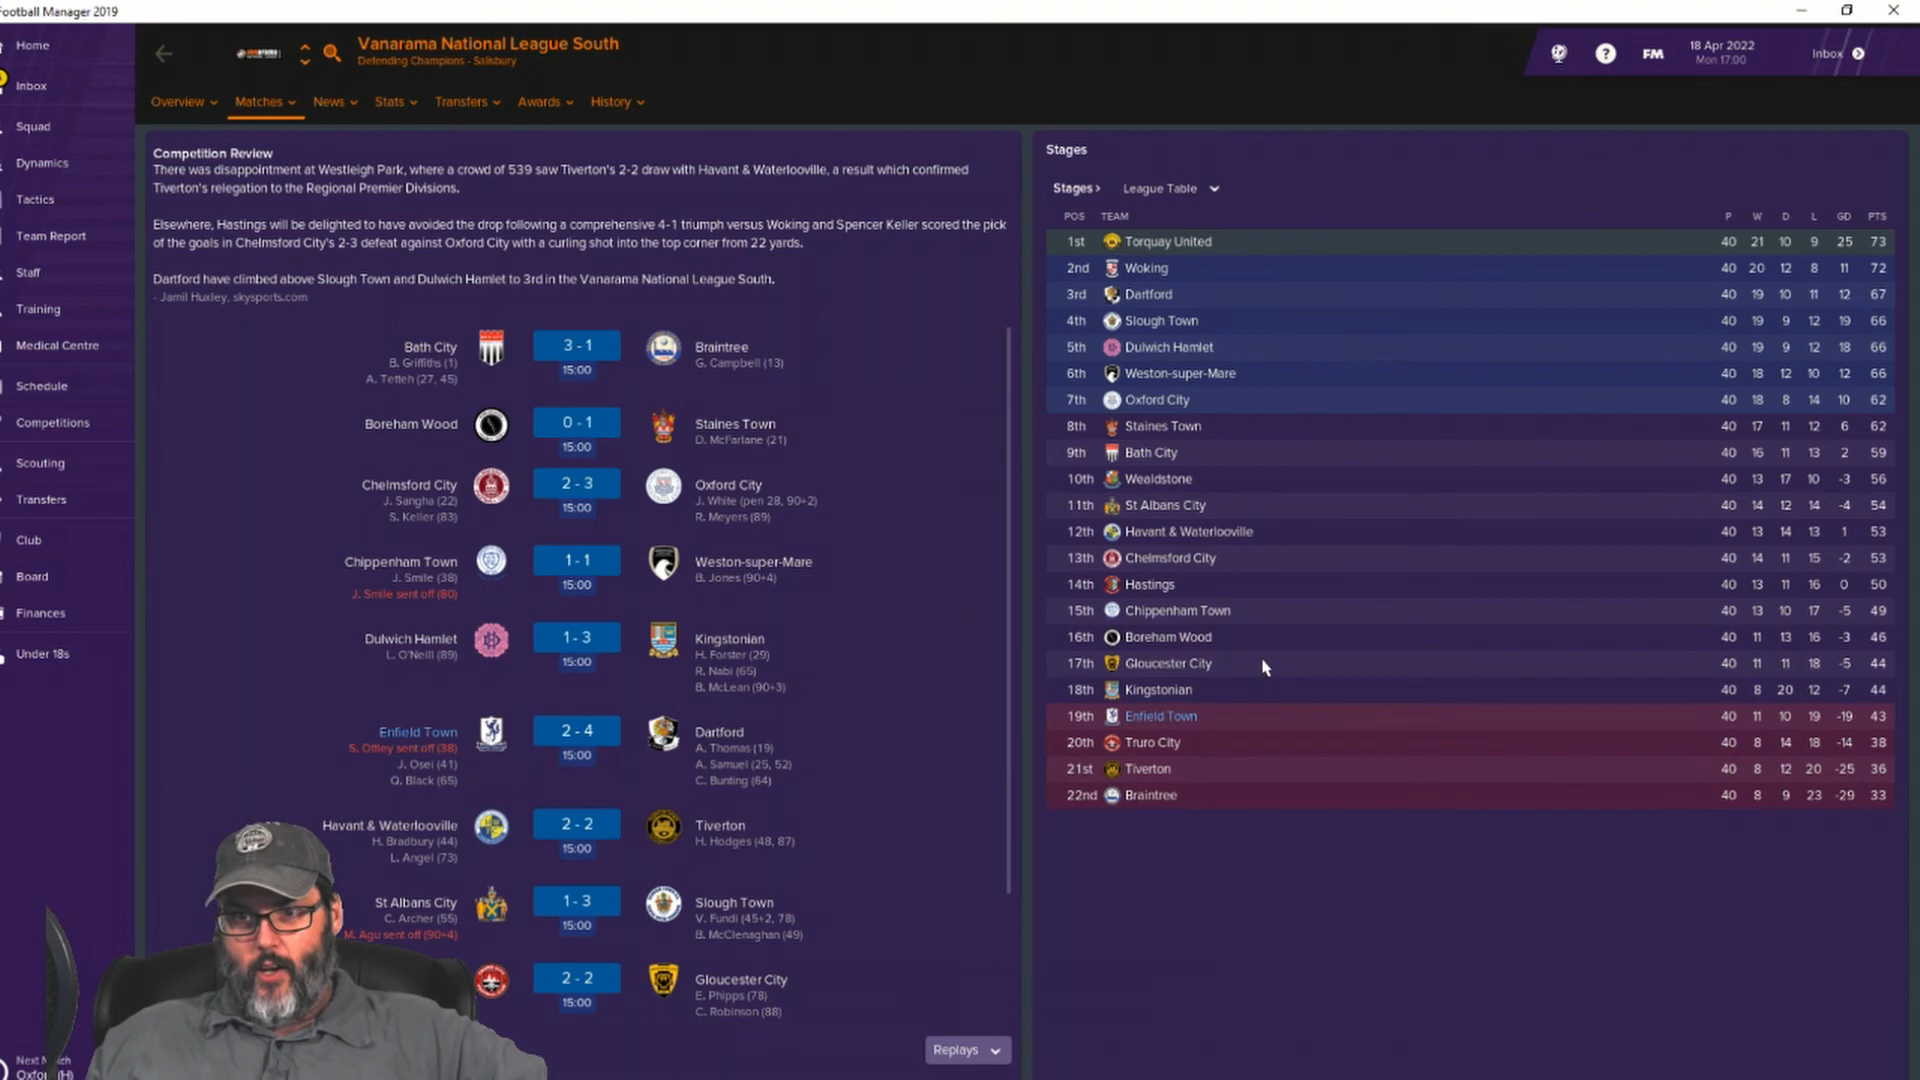 Football Manager 2019
Home
Inbox
Squad
Dynamics
Tactics
Team Report
Staff
Training
Medical Centre
Schedule
Competitions
Scouting
Transfers
Club
Board
Finances
Under 18s
Vanarama National League South
Defending Champions - Salisbury
FM
18 Apr 2022
Mon 17:00
Inbox
Overview Matches News Stats Transfers Awards History
Competition Review
There was disappointment at Westleigh Park, where a crowd of 539 saw Tiverton's 2-2 draw with Havant & Waterlooville, a result which confirmed
Tiverton's relegation to the Regional Premier Divisions.
Elsewhere, Hastings will be delighted to have avoided the drop following a comprehensive 4-1 triumph versus Woking and Spencer Keller scored the pick
of the goals in Chelmsford City's 2-3 defeat against Oxford City with a curling shot into the top corner from 22 yards.
Dartford have climbed above Slough Town and Dulwich Hamlet to 3rd in the Vanarama National League South.
- Jamil Huxley, skysports.com
Bath City 3 - 1 Braintree
B. Griffiths (1) 15:00 G. Campbell (13)
A. Tetteh (27, 45)
Boreham Wood 0 - 1 Staines Town
15:00 D. McFarlane (21)
Chelmsford City 2 - 3 Oxford City
J. Sangha (22) 15:00 J. White (pen 28, 90+2)
S. Keller (83) R. Meyers (89)
Chippenham Town 1 - 1 Weston-super-Mare
J. Smile (38) 15:00 B. Jones (90+4)
J. Smile sent off (80)
Dulwich Hamlet 1 - 3 Kingstonian
L. O'Neill (89) 15:00 H. Forster (29)
R. Nabi (65)
B. McLean (90+3)
Enfield Town 2 - 4 Dartford
S. Ottley sent off (38) 15:00 A. Thomas (19)
J. Osei (41) A. Samuel (25, 52)
Q. Black (65) C. Bunting (64)
Havant & Waterlooville 2 - 2 Tiverton
H. Bradbury (44) 15:00 H. Hodges (48, 87)
L. Angel (73)
St Albans City 1 - 3 Slough Town
C. Archer (55) 15:00 V. Fundi (45+2, 78)
M. Agu sent off (90+4) B. McClenaghan (49)
2 - 2 Gloucester City
15:00 E. Phipps (78)
C. Robinson (88)
Replays
Stages
Stages> League Table
POS TEAM P W D L GD PTS
1st Torquay United 40 21 10 9 25 73
2nd Woking 40 20 12 8 11 72
3rd Dartford 40 19 10 11 12 67
4th Slough Town 40 19 9 12 19 66
5th Dulwich Hamlet 40 19 9 12 18 66
6th Weston-super-Mare 40 18 12 10 12 66
7th Oxford City 40 18 8 14 10 62
8th Staines Town 40 17 11 12 6 62
9th Bath City 40 16 11 13 2 59
10th Wealdstone 40 13 17 10 -3 56
11th St Albans City 40 14 12 14 -4 54
12th Havant & Waterlooville 40 13 14 13 1 53
13th Chelmsford City 40 14 11 15 -2 53
14th Hastings 40 13 11 16 0 50
15th Chippenham Town 40 13 10 17 -5 49
16th Boreham Wood 40 11 13 16 -3 46
17th Gloucester City 40 11 11 18 -5 44
18th Kingstonian 40 8 20 12 -7 44
19th Enfield Town 40 11 10 19 -19 43
20th Truro City 40 8 14 18 -14 38
21st Tiverton 40 8 12 20 -25 36
22nd Braintree 40 8 9 23 -29 33
Next
(H)